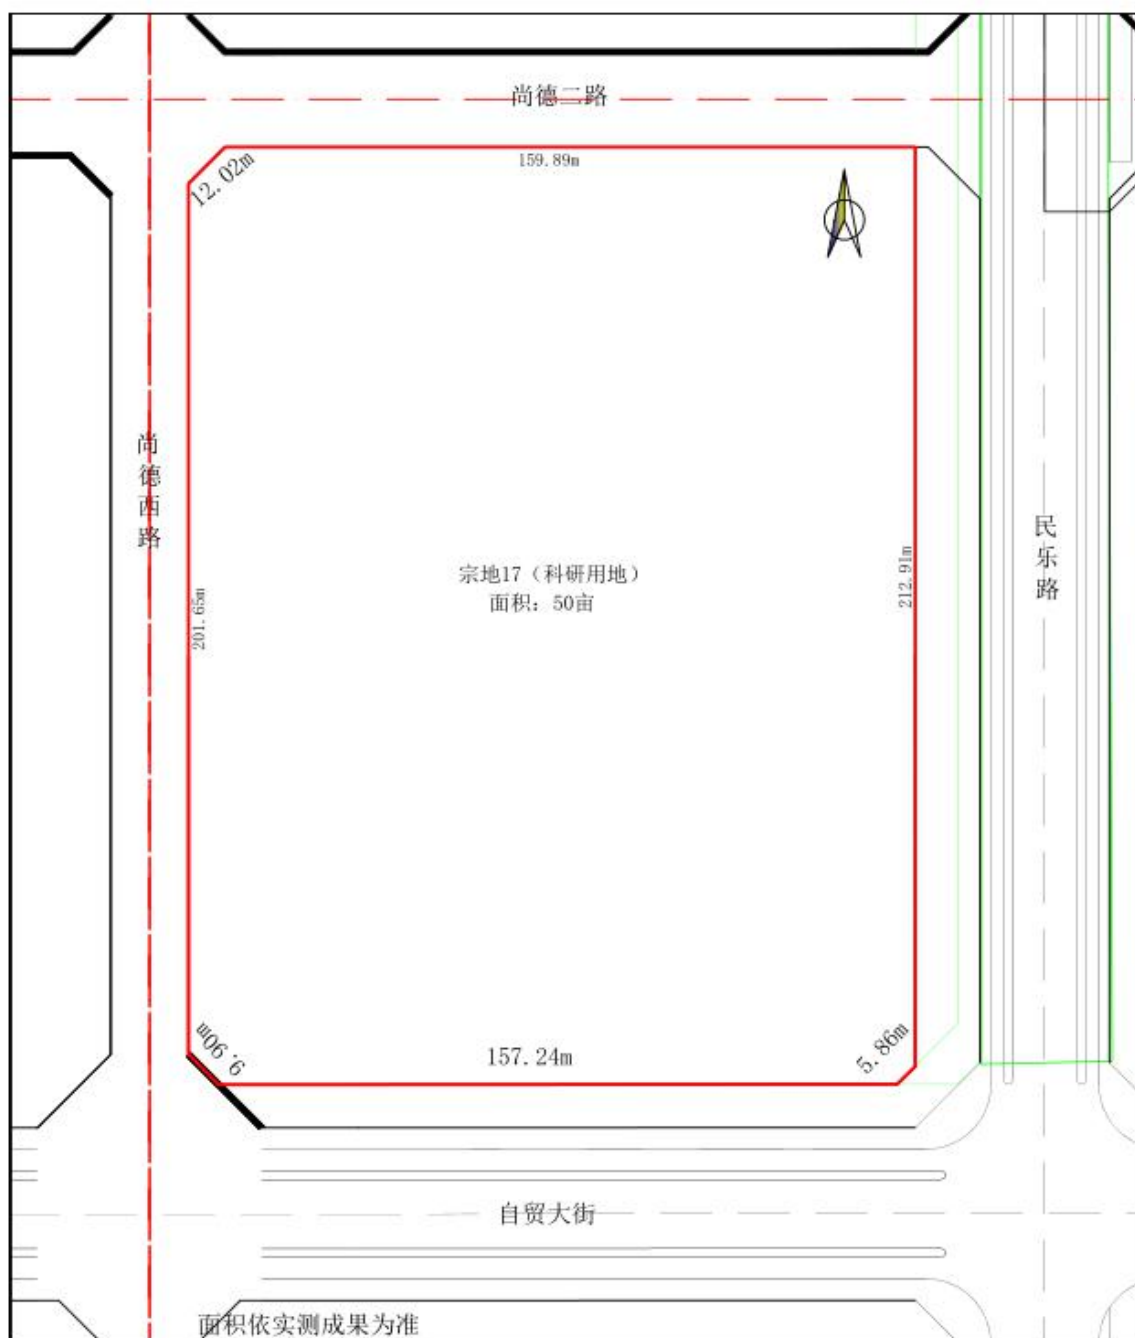 尚德二路
12.02m
159.89m
尚德西路
民乐路
宗地17（科研用地）
面积：50亩
212.91m
201.65m
9.90m
157.24m
5.86m
自贸大街
面积依实测成果为准